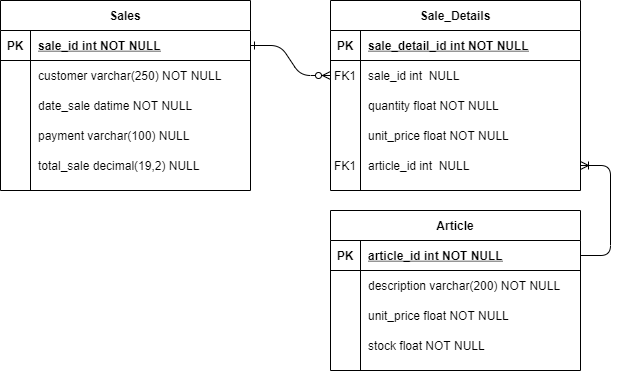 Sales
PK sale_id int NOT NULL
customer varchar(250) NOT NULL
date_sale datime NOT NULL
payment varchar(100) NULL
total_sale decimal(19,2) NULL
Sale_Details
PK sale_detail_id int NOT NULL
FK1 sale_id int  NULL
quantity float NOT NULL
unit_price float NOT NULL
FK1 article_id int  NULL
Article
PK article_id int NOT NULL
description varchar(200) NOT NULL
unit_price float NOT NULL
stock float NOT NULL